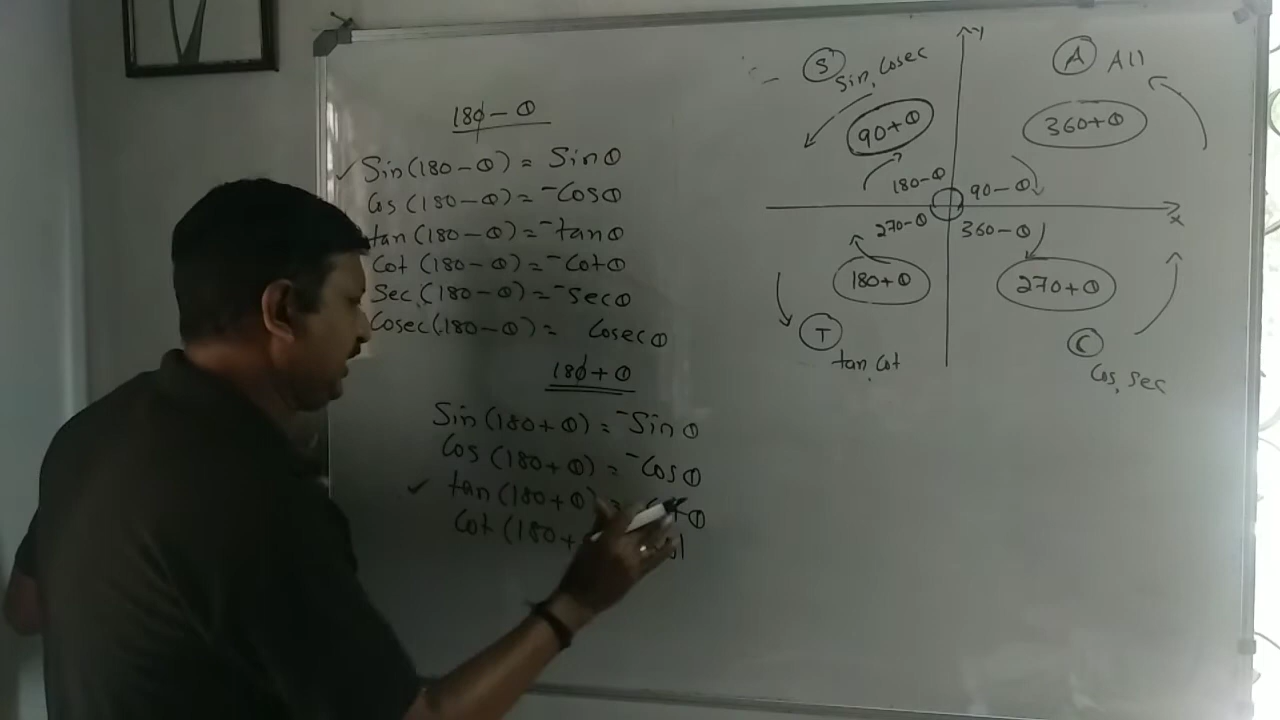 180 - θ
✓ Sin (180 - θ) = Sin θ
Cos (180 - θ) = -Cos θ
tan (180 - θ) = -tan θ
Cot (180 - θ) = -Cot θ
Sec (180 - θ) = -Sec θ
Cosec (180 - θ) = Cosec θ
180 + θ
Sin (180 + θ) = -Sin θ
Cos (180 + θ) = -Cos θ
✓ tan (180 + θ) = θ
Cot (180 +
S
Sin, Cosec
90 + θ
180 - θ
y
A All
360 + θ
90 - θ
x
270 - θ
180 + θ
T
tan, Cot
360 - θ
270 + θ
C
Cos, Sec